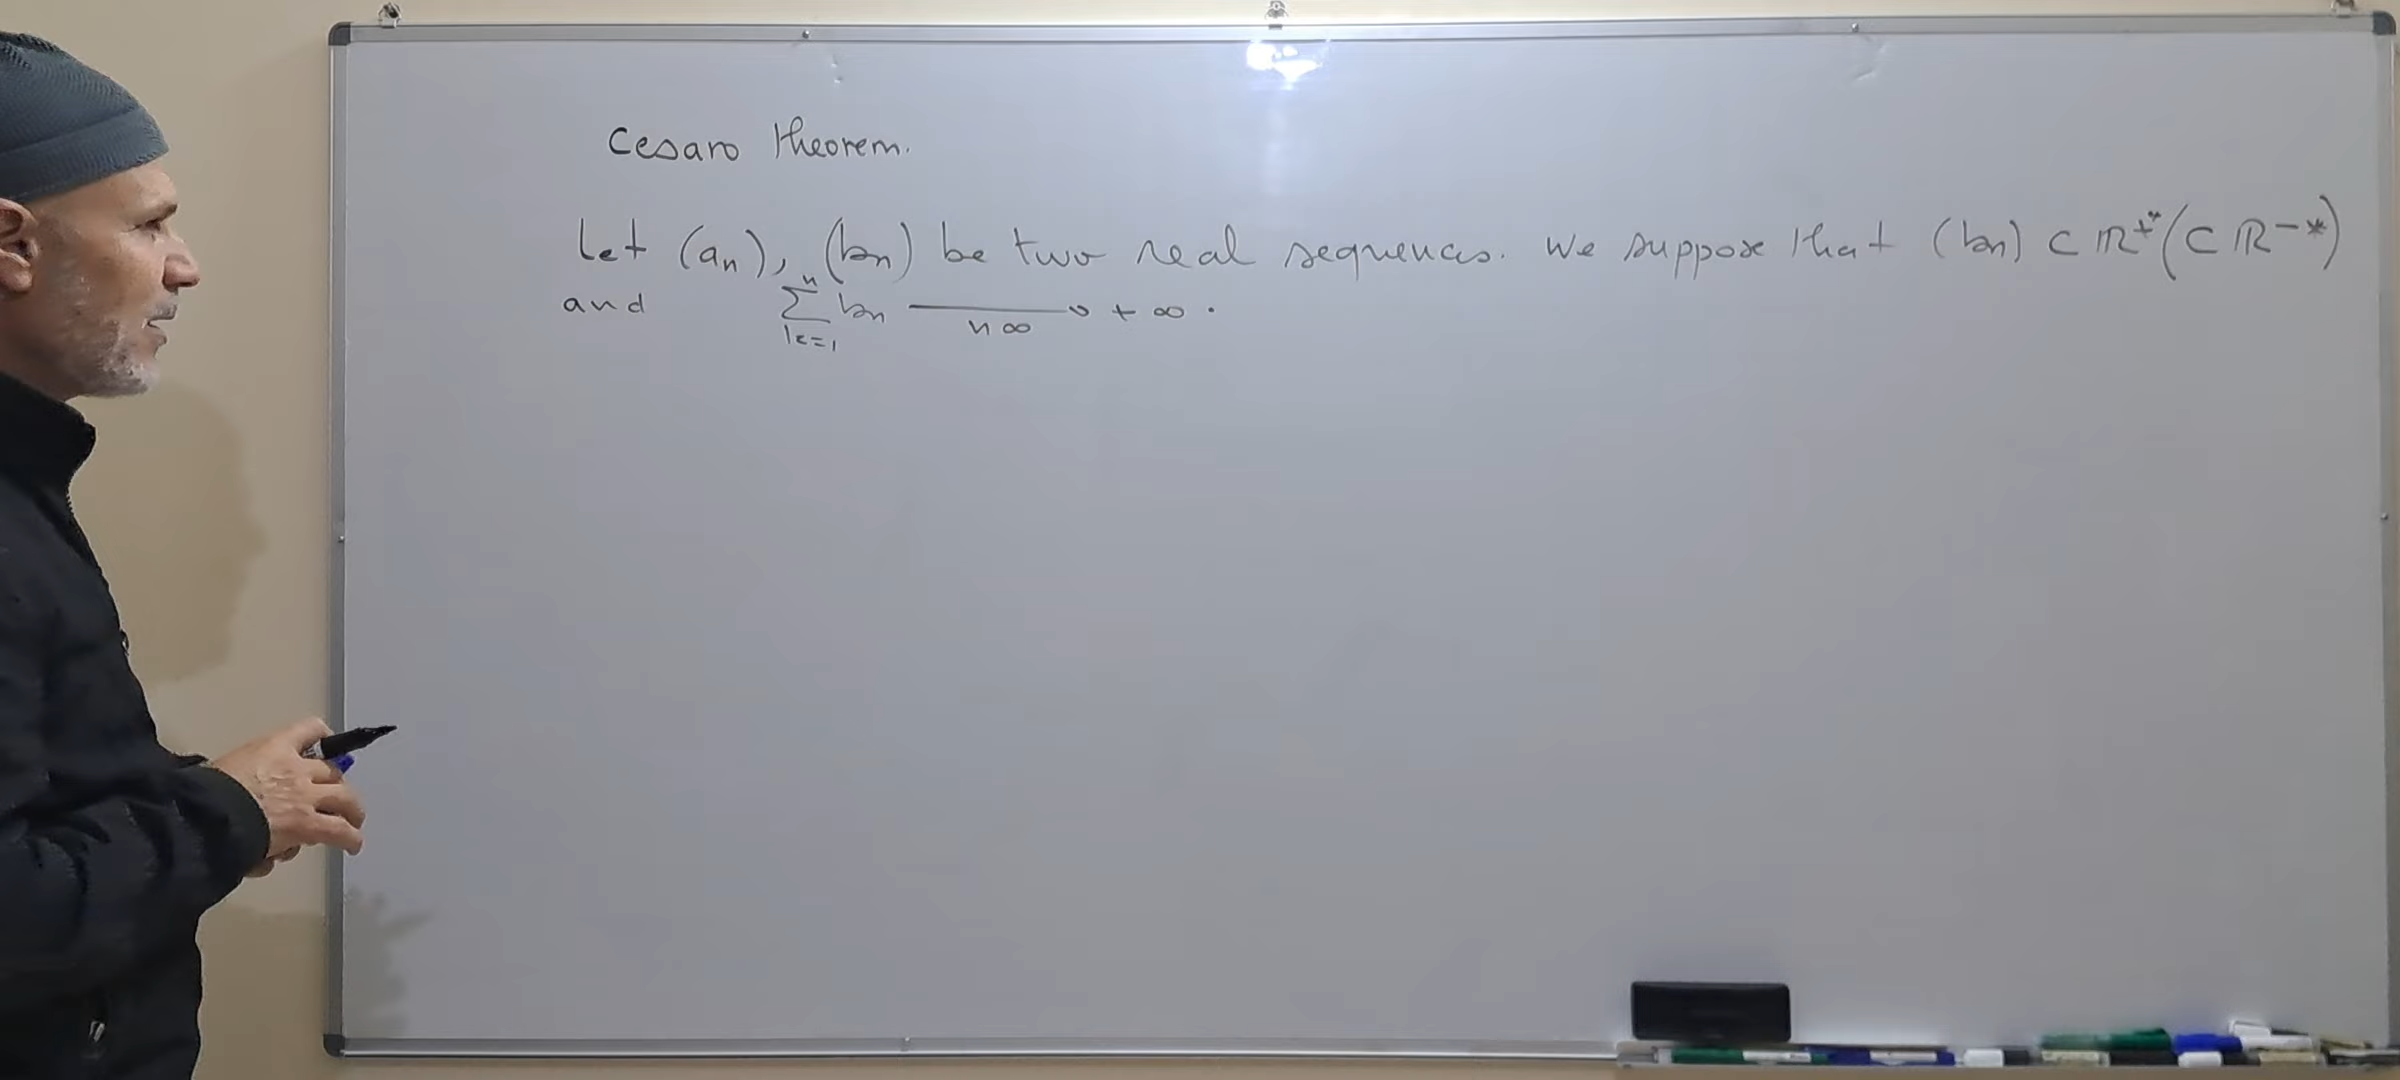 Cesaro theorem.
Let (aₙ), (bₙ) be two real sequences. We suppose that (bₙ) ⊂ ℝ⁺* (⊂ ℝ⁻*)
and ∑ₖ₌₁ⁿ bₙ ⟶ₙ∞ +∞.